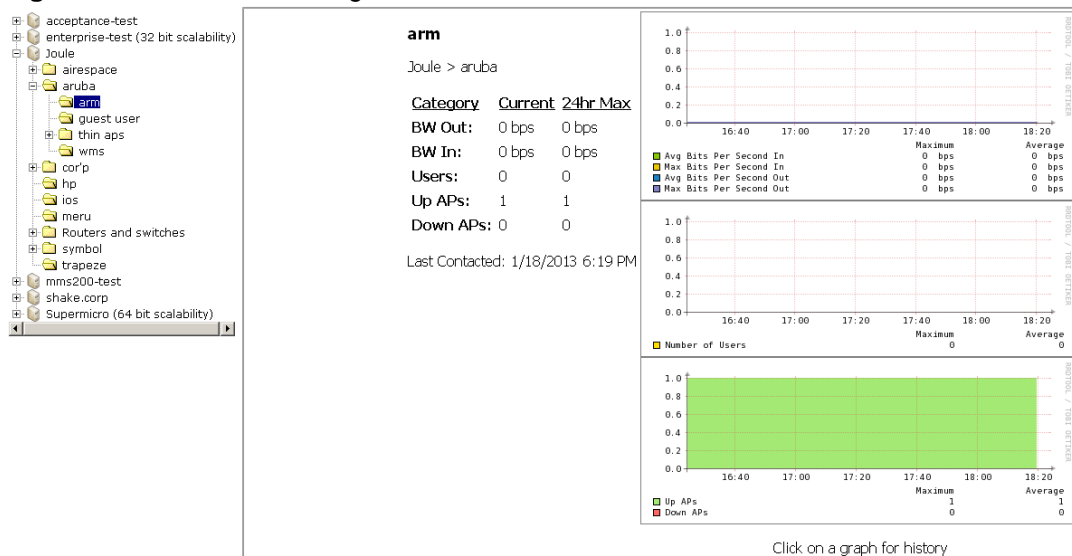 acceptance-test
enterprise-test (32 bit scalability)
Joule
airespace
aruba
arm
guest user
thin aps
wms
cor'p
hp
ios
meru
Routers and switches
symbol
trapeze
mms200-test
shake.corp
Supermicro (64 bit scalability)
arm
Joule > aruba
Category Current 24hr Max
BW Out: 0 bps 0 bps
BW In: 0 bps 0 bps
Users: 0 0
Up APs: 1 1
Down APs: 0 0
Last Contacted: 1/18/2013 6:19 PM
1.0
0.8
0.6
0.4
0.2
0.0
16:40 17:00 17:20 17:40 18:00 18:20
Maximum Average
Avg Bits Per Second In 0 bps 0 bps
Max Bits Per Second In 0 bps 0 bps
Avg Bits Per Second Out 0 bps 0 bps
Max Bits Per Second Out 0 bps 0 bps
RRDTOOL / TOBI OETIKER
1.0
0.8
0.6
0.4
0.2
0.0
16:40 17:00 17:20 17:40 18:00 18:20
Maximum Average
Number of Users 0 0
RRDTOOL / TOBI OETIKER
1.0
0.8
0.6
0.4
0.2
0.0
16:40 17:00 17:20 17:40 18:00 18:20
Maximum Average
Up APs 1 1
Down APs 0 0
RRDTOOL / TOBI OETIKER
Click on a graph for history